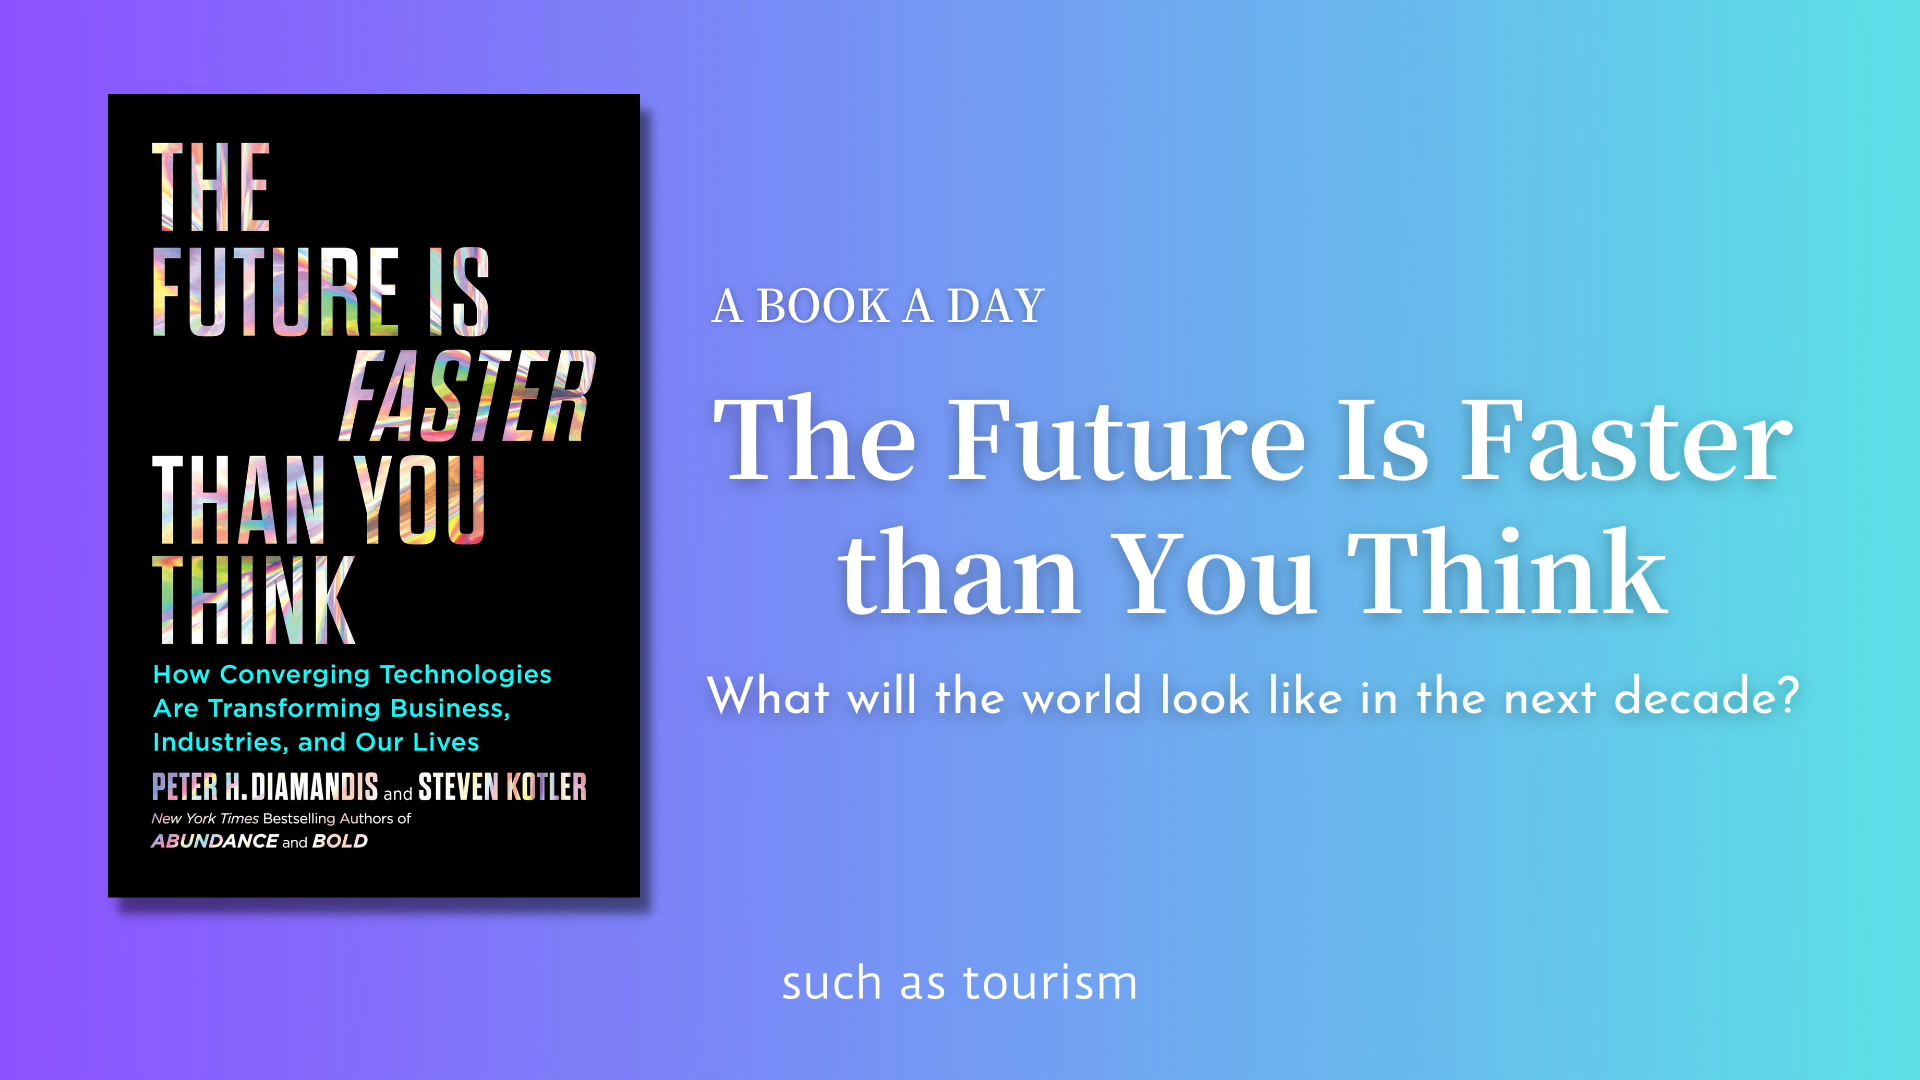 THE
FUTURE IS
FASTER
THAN YOU
THINK
How Converging Technologies
Are Transforming Business,
Industries, and Our Lives
PETER H. DIAMANDIS and STEVEN KOTLER
New York Times Bestselling Authors of
ABUNDANCE and BOLD
A BOOK A DAY
The Future Is Faster
than You Think
What will the world look like in the next decade?
such as tourism